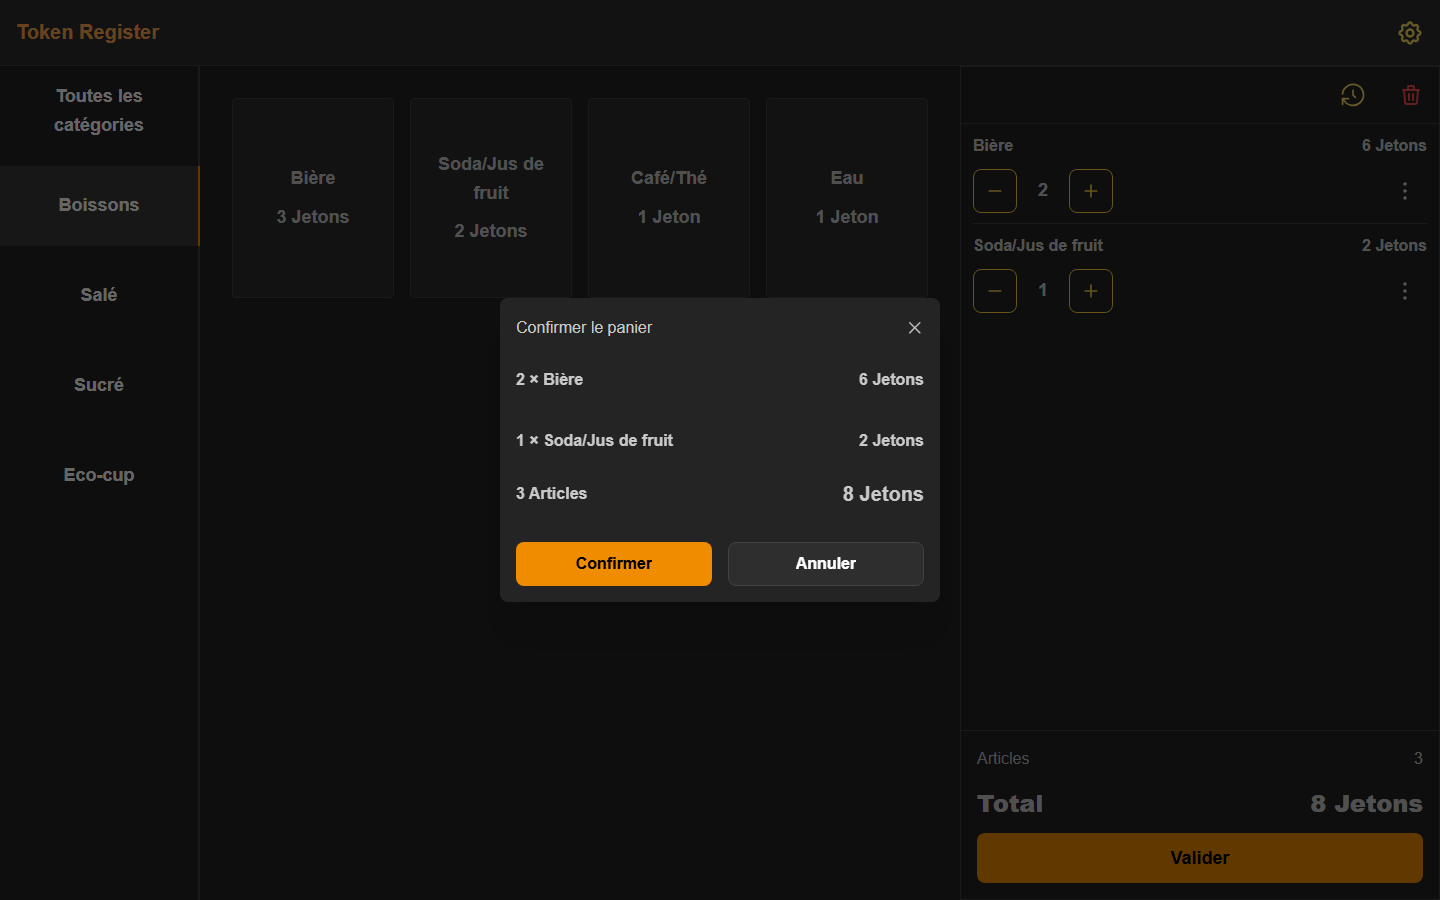 Token Register
Toutes les
catégories
Boissons
Salé
Sucré
Eco-cup
Bière
3 Jetons
Soda/Jus de
fruit
2 Jetons
Café/Thé
1 Jeton
Eau
1 Jeton
Confirmer le panier
2 × Bière 6 Jetons
1 × Soda/Jus de fruit 2 Jetons
3 Articles 8 Jetons
Confirmer Annuler
Bière 6 Jetons
2
Soda/Jus de fruit 2 Jetons
1
Articles 3
Total 8 Jetons
Valider